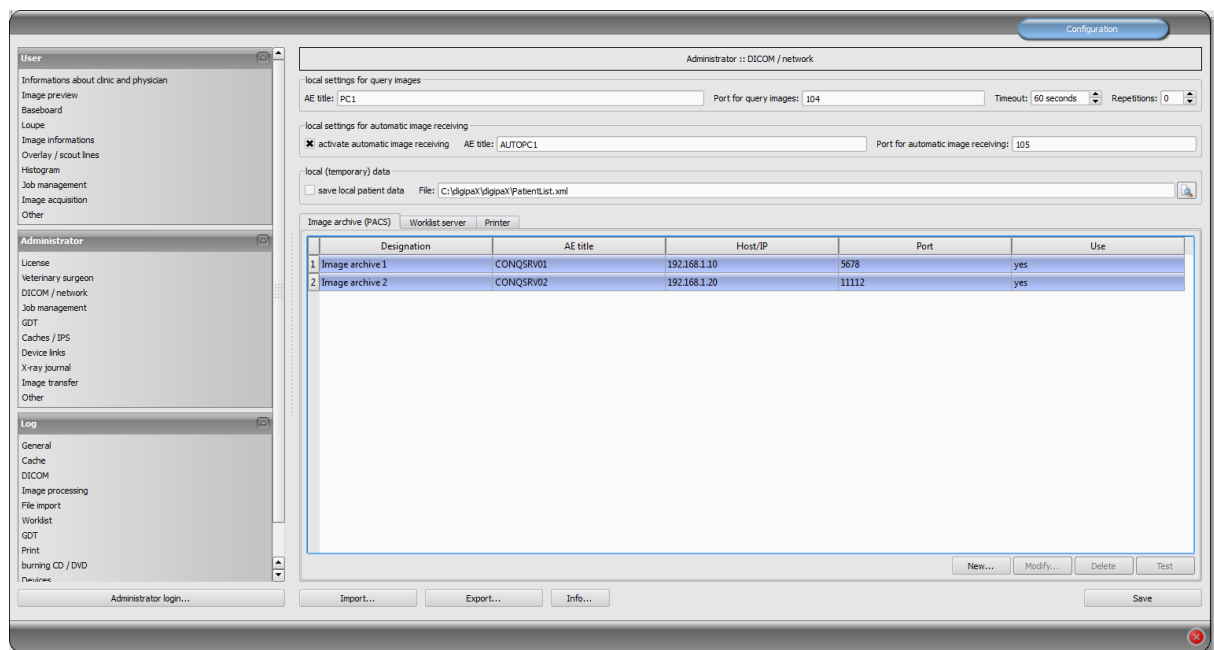 Configuration
User
Informations about clinic and physician
Image preview
Baseboard
Loupe
Image informations
Overlay / scout lines
Histogram
Job management
Image acquisition
Other
Administrator
License
Veterinary surgeon
DICOM / network
Job management
GDT
Caches / IPS
Device links
X-ray journal
Image transfer
Other
Log
General
Cache
DICOM
Image processing
File import
Worklist
GDT
Print
burning CD / DVD
Devices
Administrator login...
Administrator :: DICOM / network
local settings for query images
AE title: PC1 Port for query images: 104 Timeout: 60 seconds Repetitions: 0
local settings for automatic image receiving
activate automatic image receiving AE title: AUTOPC1 Port for automatic image receiving: 105
local (temporary) data
save local patient data File: C:\digipaX\digipaX\PatientList.xml
Image archive (PACS) Worklist server Printer
Designation AE title Host/IP Port Use
1 Image archive 1 CONQSRV01 192.168.1.10 5678 yes
2 Image archive 2 CONQSRV02 192.168.1.20 11112 yes
New... Modify... Delete Test
Import... Export... Info... Save